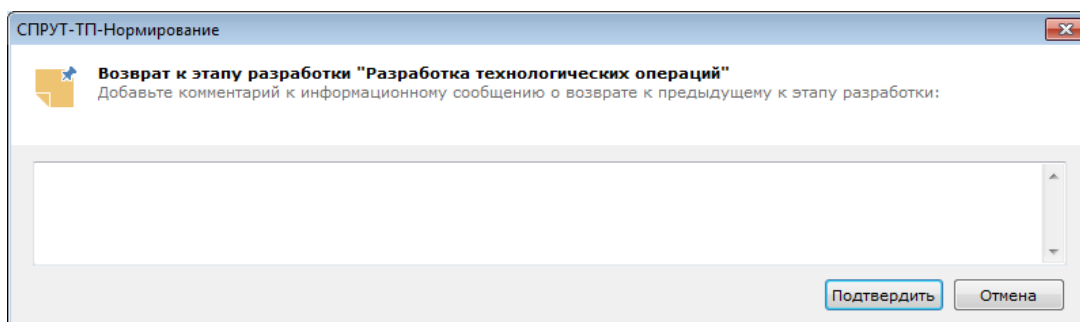 СПРУТ-ТП-Нормирование
Возврат к этапу разработки "Разработка технологических операций"
Добавьте комментарий к информационному сообщению о возврате к предыдущему к этапу разработки:
Подтвердить Отмена